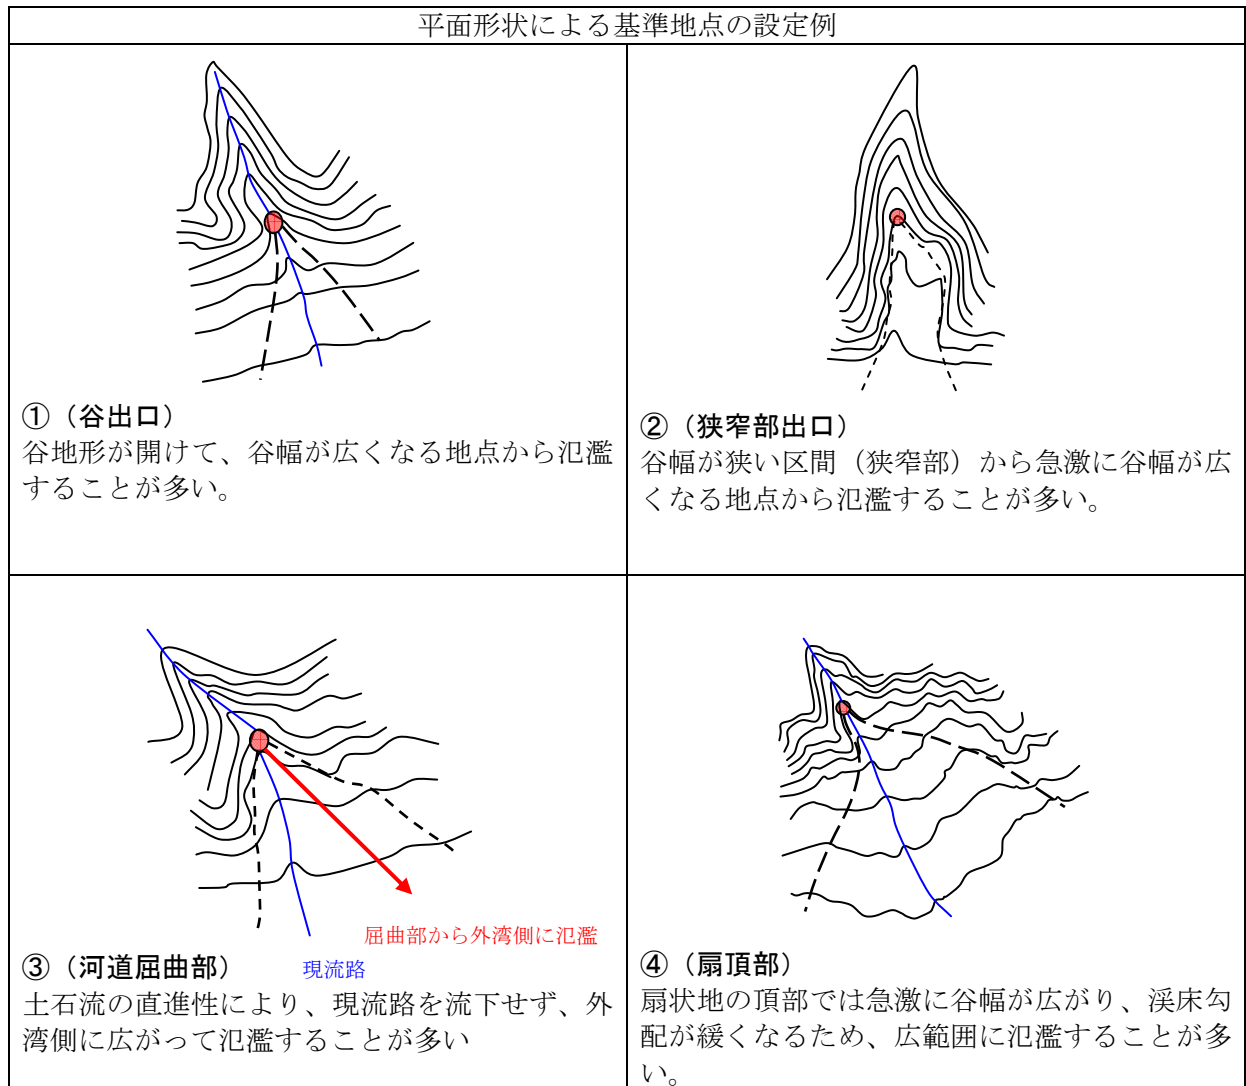 平面形状による基準地点の設定例
①（谷出口）
谷地形が開けて、谷幅が広くなる地点から氾濫
することが多い。
②（狭窄部出口）
谷幅が狭い区間（狭窄部）から急激に谷幅が広
くなる地点から氾濫することが多い。
屈曲部から外湾側に氾濫
③（河道屈曲部）
現流路
土石流の直進性により、現流路を流下せず、外
湾側に広がって氾濫することが多い
④（扇頂部）
扇状地の頂部では急激に谷幅が広がり、渓床勾
配が緩くなるため、広範囲に氾濫することが多
い。